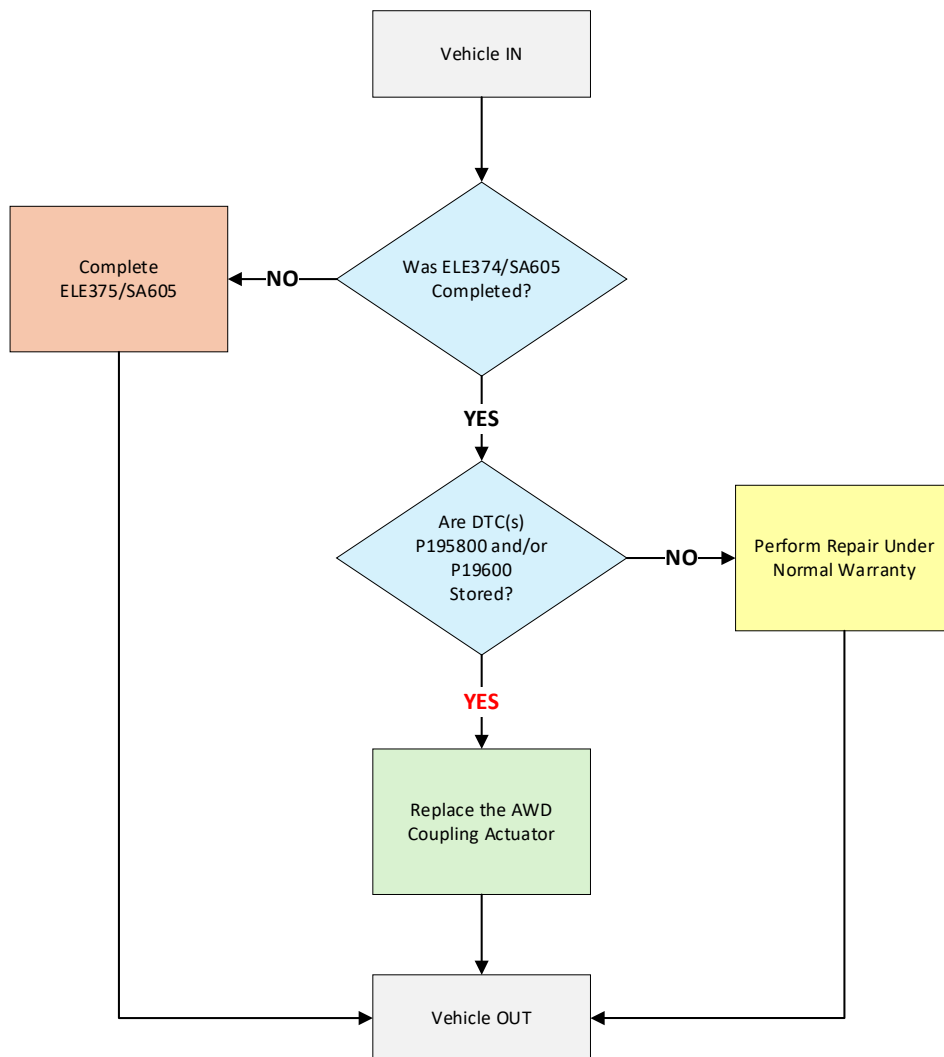 Vehicle IN
Was ELE374/SA605
Completed?
NO
Complete
ELE375/SA605
YES
Are DTC(s)
P195800 and/or
P19600
Stored?
NO
Perform Repair Under
Normal Warranty
YES
Replace the AWD
Coupling Actuator
Vehicle OUT